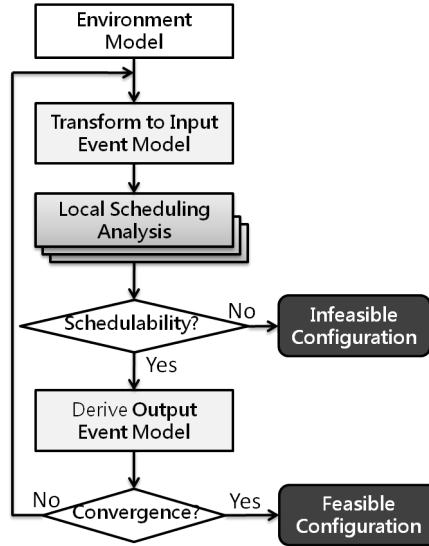 Environment
Model
Transform to Input
Event Model
Local Scheduling
Analysis
Schedulability?
No
Infeasible
Configuration
Yes
Derive Output
Event Model
No
Convergence?
Yes
Feasible
Configuration